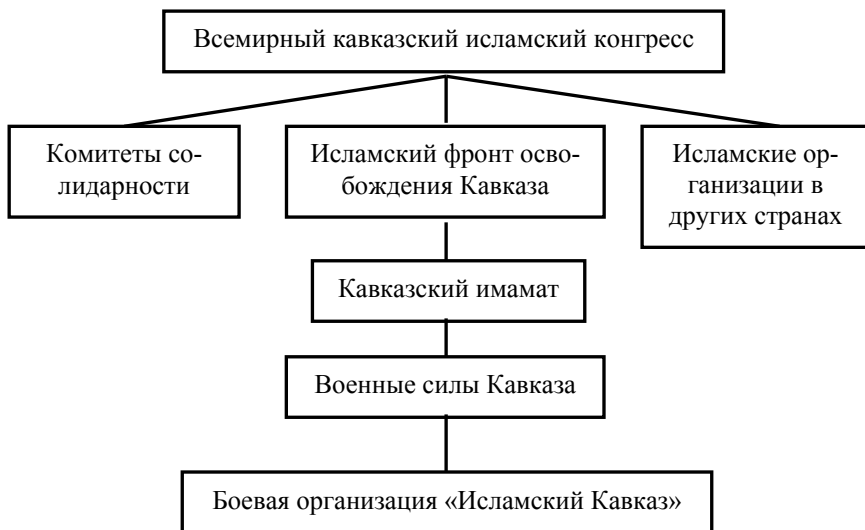 Всемирный кавказский исламский конгресс
Комитеты со-
лидарности
Исламский фронт осво-
бождения Кавказа
Исламские ор-
ганизации в
других странах
Кавказский имамат
Военные силы Кавказа
Боевая организация «Исламский Кавказ»